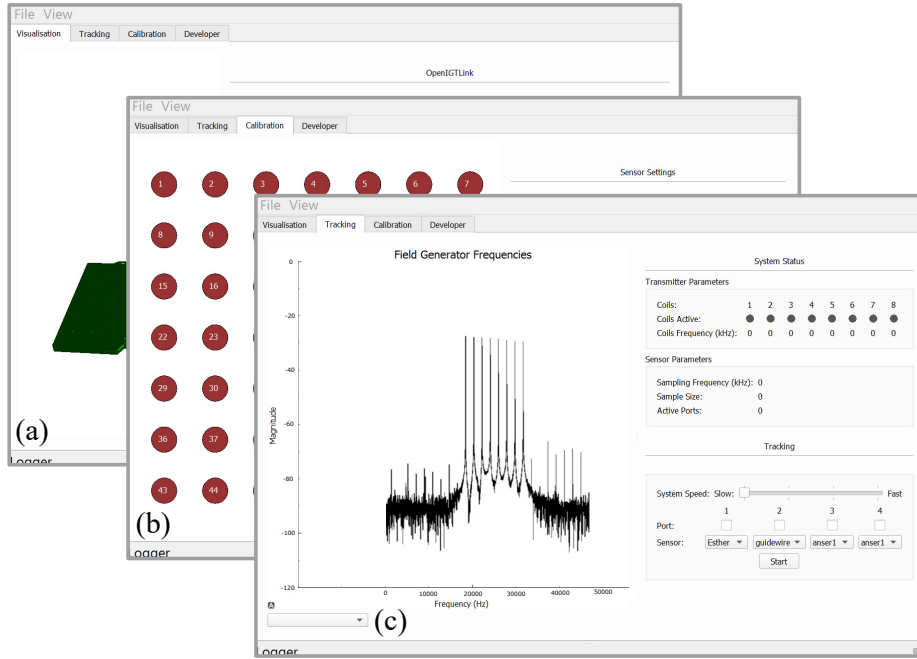 File View
Visualisation Tracking Calibration Developer
OpenIGTLink
(a)
Logger
File View
Visualisation Tracking Calibration Developer
Sensor Settings
1 2 3 4 5 6 7
8 9
15 16
22 23
29 30
36 37
43 44
(b)
Logger
File View
Visualisation Tracking Calibration Developer
Field Generator Frequencies
0
-20
-40
-60
-80
-100
-120
Magnitude
0 10000 20000 30000 40000 50000
Frequency (Hz)
A
(c)
System Status
Transmitter Parameters
Coils: 1 2 3 4 5 6 7 8
Coils Active:
Coils Frequency (kHz): 0 0 0 0 0 0 0 0
Sensor Parameters
Sampling Frequency (kHz): 0
Sample Size: 0
Active Ports: 0
Tracking
System Speed: Slow: Fast
1 2 3 4
Port:
Sensor: Esther guidewire anser1 anser1
Start
Logger